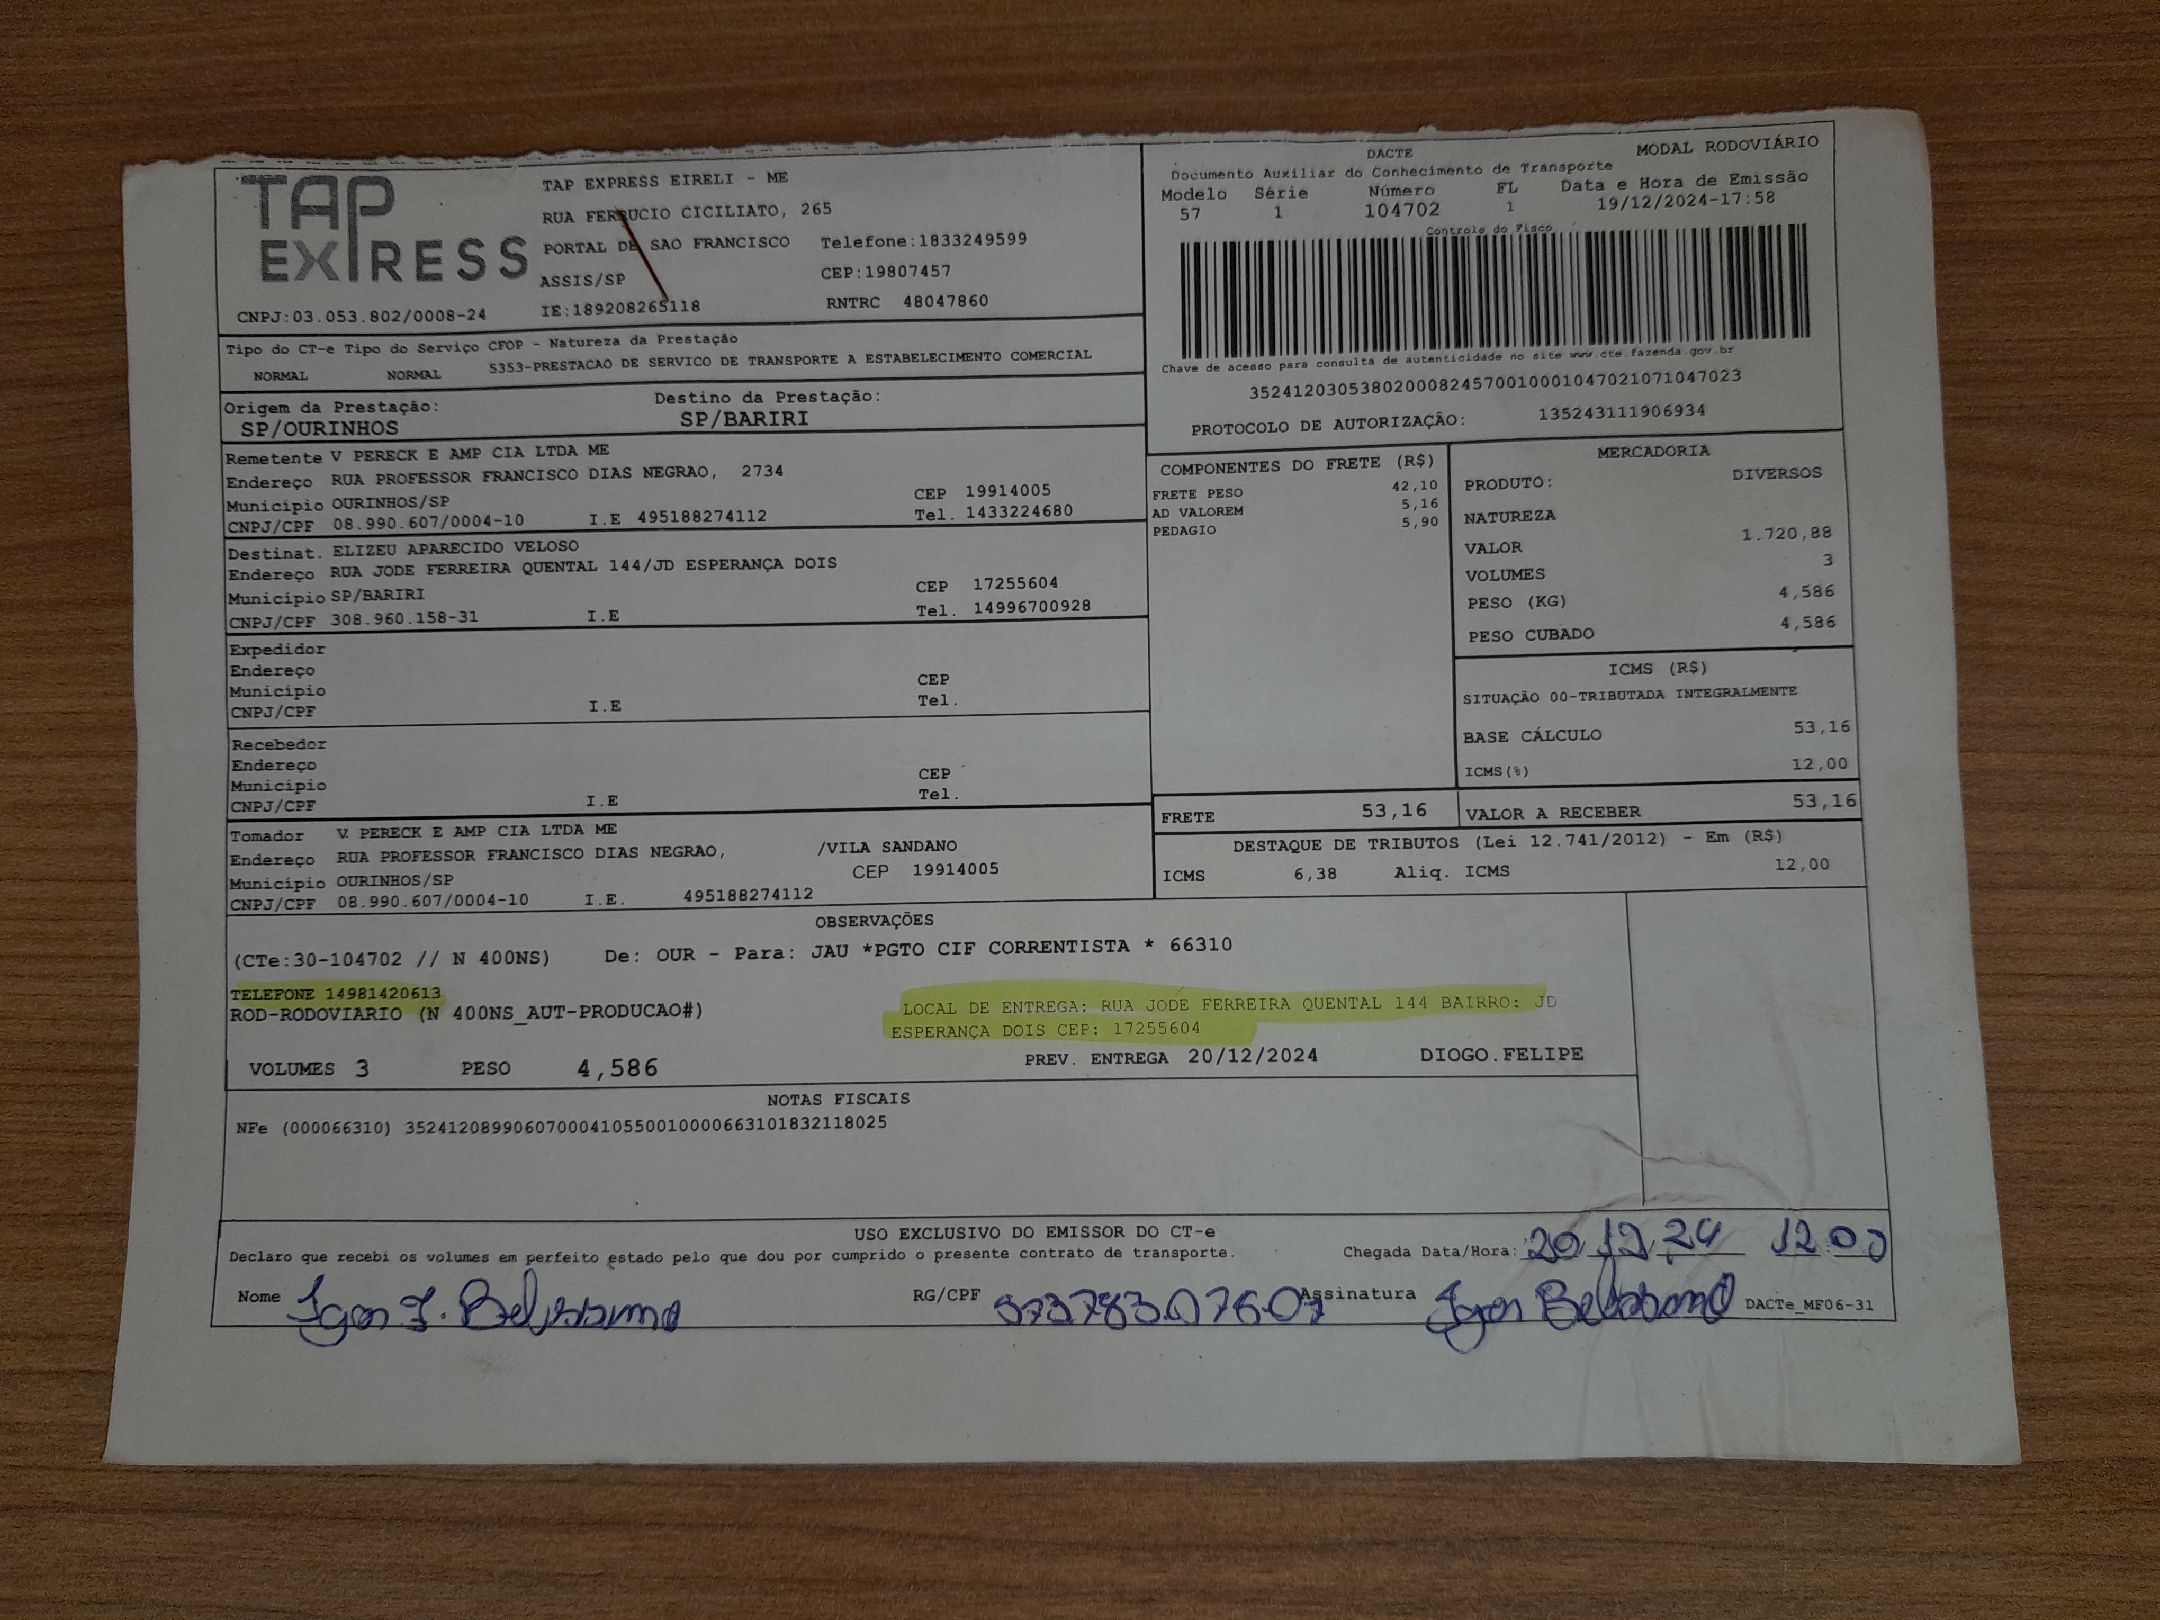 TAP EXPRESS
TAP EXPRESS EIRELI - ME
RUA FERRUCIO CICILIATO, 265
PORTAL DE SAO FRANCISCO Telefone:1833249599
ASSIS/SP CEP:19807457
CNPJ:03.053.802/0008-24 IE:189208265118 RNTRC 48047860
DACTE MODAL RODOVIÁRIO
Documento Auxiliar do Conhecimento de Transporte
Modelo Série Número FL Data e Hora de Emissão
57 1 104702 1 19/12/2024-17:58
Controle do Fisco
Chave de acesso para consulta de autenticidade no site www.cte.fazenda.gov.br
35241203053802000824570010001047021071047023
PROTOCOLO DE AUTORIZAÇÃO: 135243111906934
Tipo do CT-e Tipo do Serviço CFOP - Natureza da Prestação
NORMAL NORMAL 5353-PRESTACAO DE SERVICO DE TRANSPORTE A ESTABELECIMENTO COMERCIAL
Origem da Prestação: Destino da Prestação:
SP/OURINHOS SP/BARIRI
Remetente V PERECK E AMP CIA LTDA ME
Endereço RUA PROFESSOR FRANCISCO DIAS NEGRAO, 2734
Município OURINHOS/SP CEP 19914005
CNPJ/CPF 08.990.607/0004-10 I.E 495188274112 Tel. 1433224680
Destinat. ELIZEU APARECIDO VELOSO
Endereço RUA JODE FERREIRA QUENTAL 144/JD ESPERANÇA DOIS
Município SP/BARIRI CEP 17255604
CNPJ/CPF 308.960.158-31 I.E Tel. 14996700928
Expedidor
Endereço
Município CEP
CNPJ/CPF I.E Tel.
Recebedor
Endereço
Município CEP
CNPJ/CPF I.E Tel.
Tomador V. PERECK E AMP CIA LTDA ME
Endereço RUA PROFESSOR FRANCISCO DIAS NEGRAO, /VILA SANDANO
Município OURINHOS/SP CEP 19914005
CNPJ/CPF 08.990.607/0004-10 I.E. 495188274112
COMPONENTES DO FRETE (R$)
FRETE PESO 42,10
AD VALOREM 5,16
PEDAGIO 5,90
MERCADORIA
PRODUTO: DIVERSOS
NATUREZA
VALOR 1.720,88
VOLUMES 3
PESO (KG) 4,586
PESO CUBADO 4,586
ICMS (R$)
SITUAÇÃO 00-TRIBUTADA INTEGRALMENTE
BASE CÁLCULO 53,16
ICMS(%) 12,00
FRETE 53,16 VALOR A RECEBER 53,16
DESTAQUE DE TRIBUTOS (Lei 12.741/2012) - Em (R$)
ICMS 6,38 Aliq. ICMS 12,00
OBSERVAÇÕES
(CTe:30-104702 // N 400NS) De: OUR - Para: JAU *PGTO CIF CORRENTISTA * 66310
TELEFONE 14981420613
ROD-RODOVIARIO (N 400NS_AUT-PRODUCAO#)
LOCAL DE ENTREGA: RUA JODE FERREIRA QUENTAL 144 BAIRRO: JD
ESPERANÇA DOIS CEP: 17255604
VOLUMES 3 PESO 4,586 PREV. ENTREGA 20/12/2024 DIOGO.FELIPE
NOTAS FISCAIS
NFe (000066310) 35241208990607000410550010000663101832118025
USO EXCLUSIVO DO EMISSOR DO CT-e
Declaro que recebi os volumes em perfeito estado pelo que dou por cumprido o presente contrato de transporte. Chegada Data/Hora: 20 12 24 12:00
Nome Igor RG/CPF Assinatura Igor DACTe_MF06-31